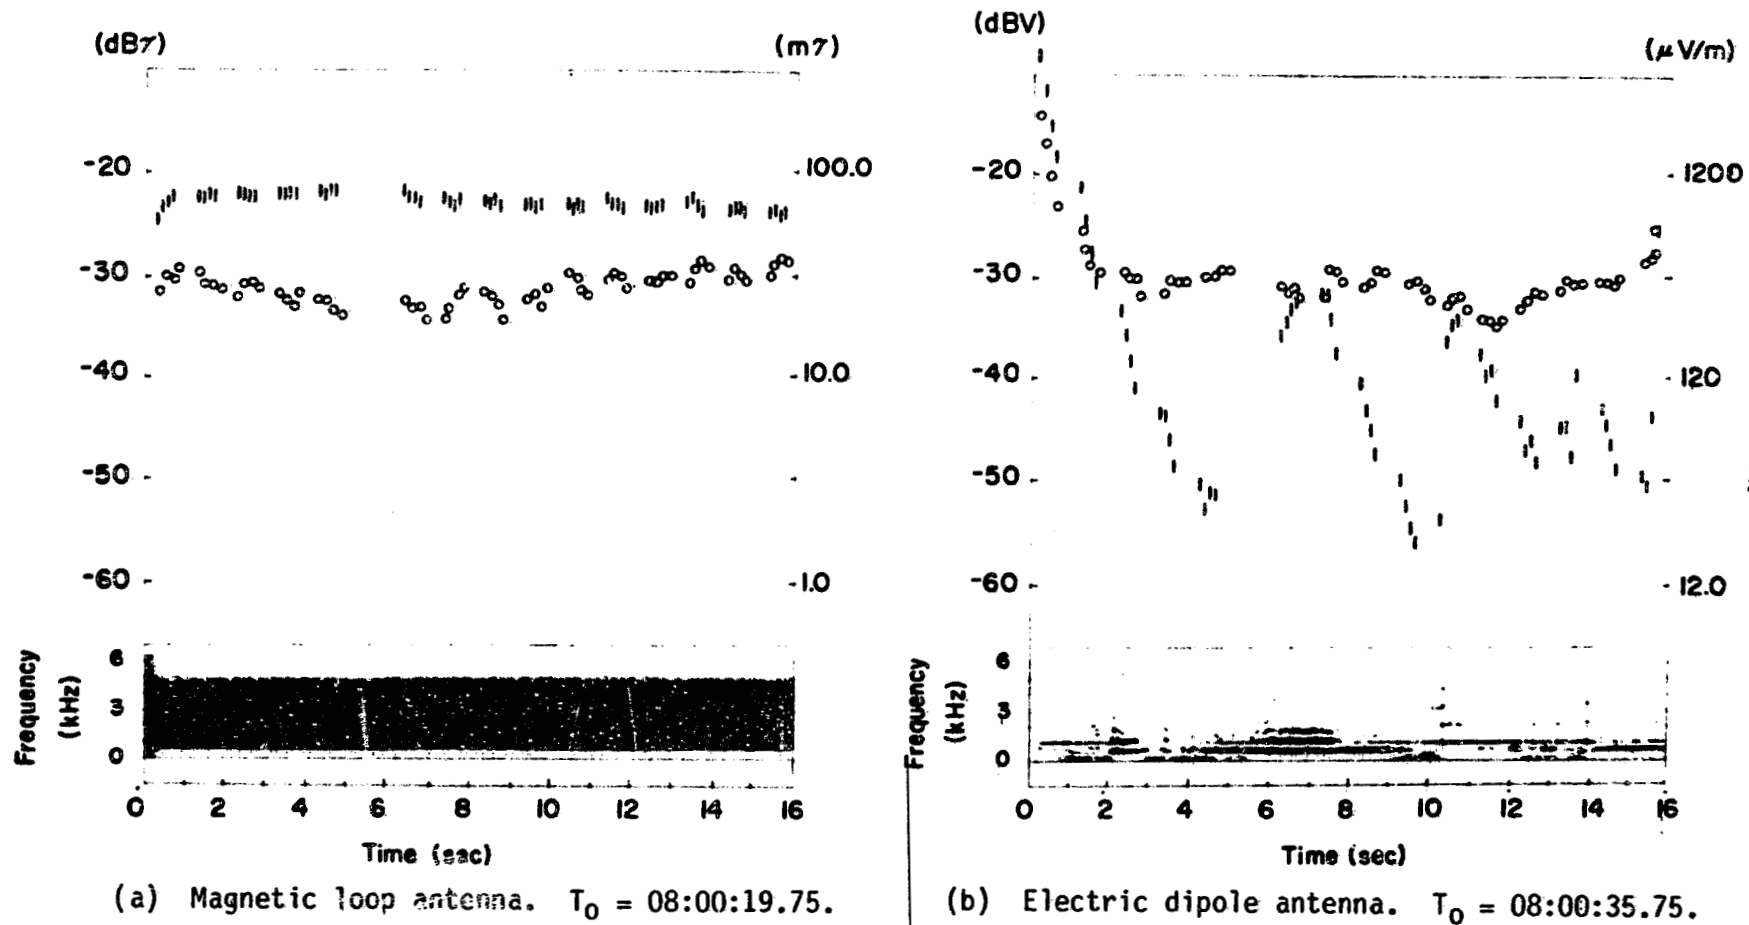 (dBγ) (mγ)
-20 100.0
-30
-40 10.0
-50
-60 1.0
Frequency (kHz)
6
3
0
0 2 4 6 8 10 12 14 16
Time (sec)
(a) Magnetic loop antenna. T0 = 08:00:19.75.
(dBV) (μV/m)
-20 1200
-30
-40 120
-50
-60 12.0
Frequency (kHz)
6
3
0
0 2 4 6 8 10 12 14 16
Time (sec)
(b) Electric dipole antenna. T0 = 08:00:35.75.